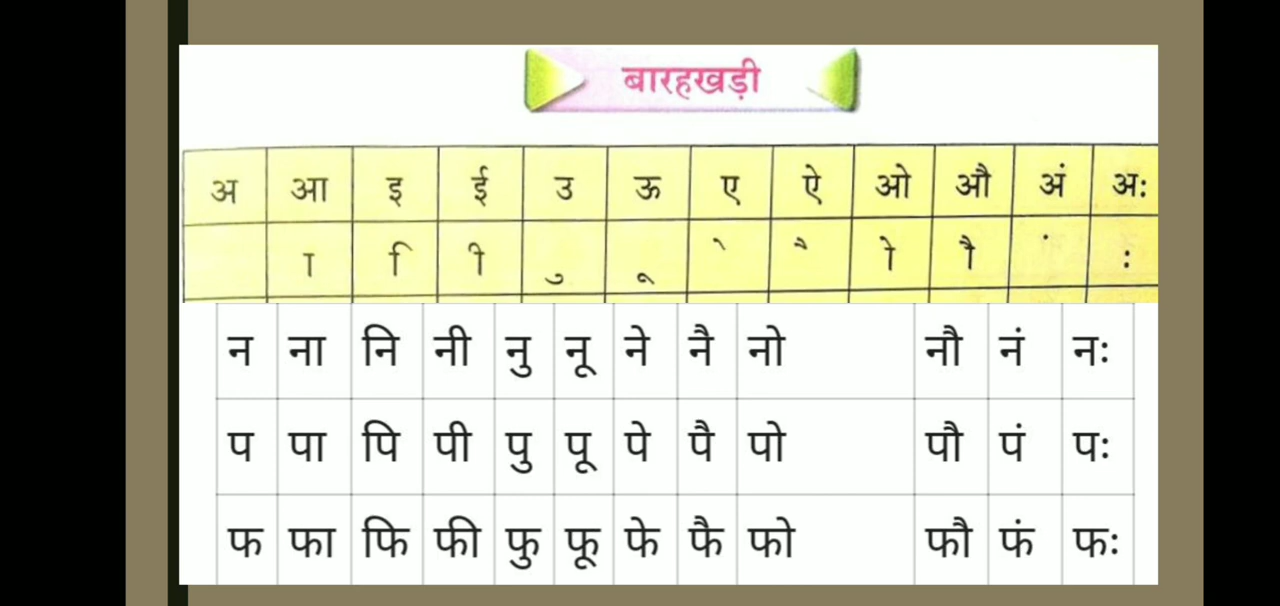 बारहखड़ी
अ आ इ ई उ ऊ ए ऐ ओ औ अं अः
ा ि ी ु ू े ै ो ौ ं ः
न ना नि नी नु नू ने नै नो नौ नं नः
प पा पि पी पु पू पे पै पो पौ पं पः
फ फा फि फी फु फू फे फै फो फौ फं फः